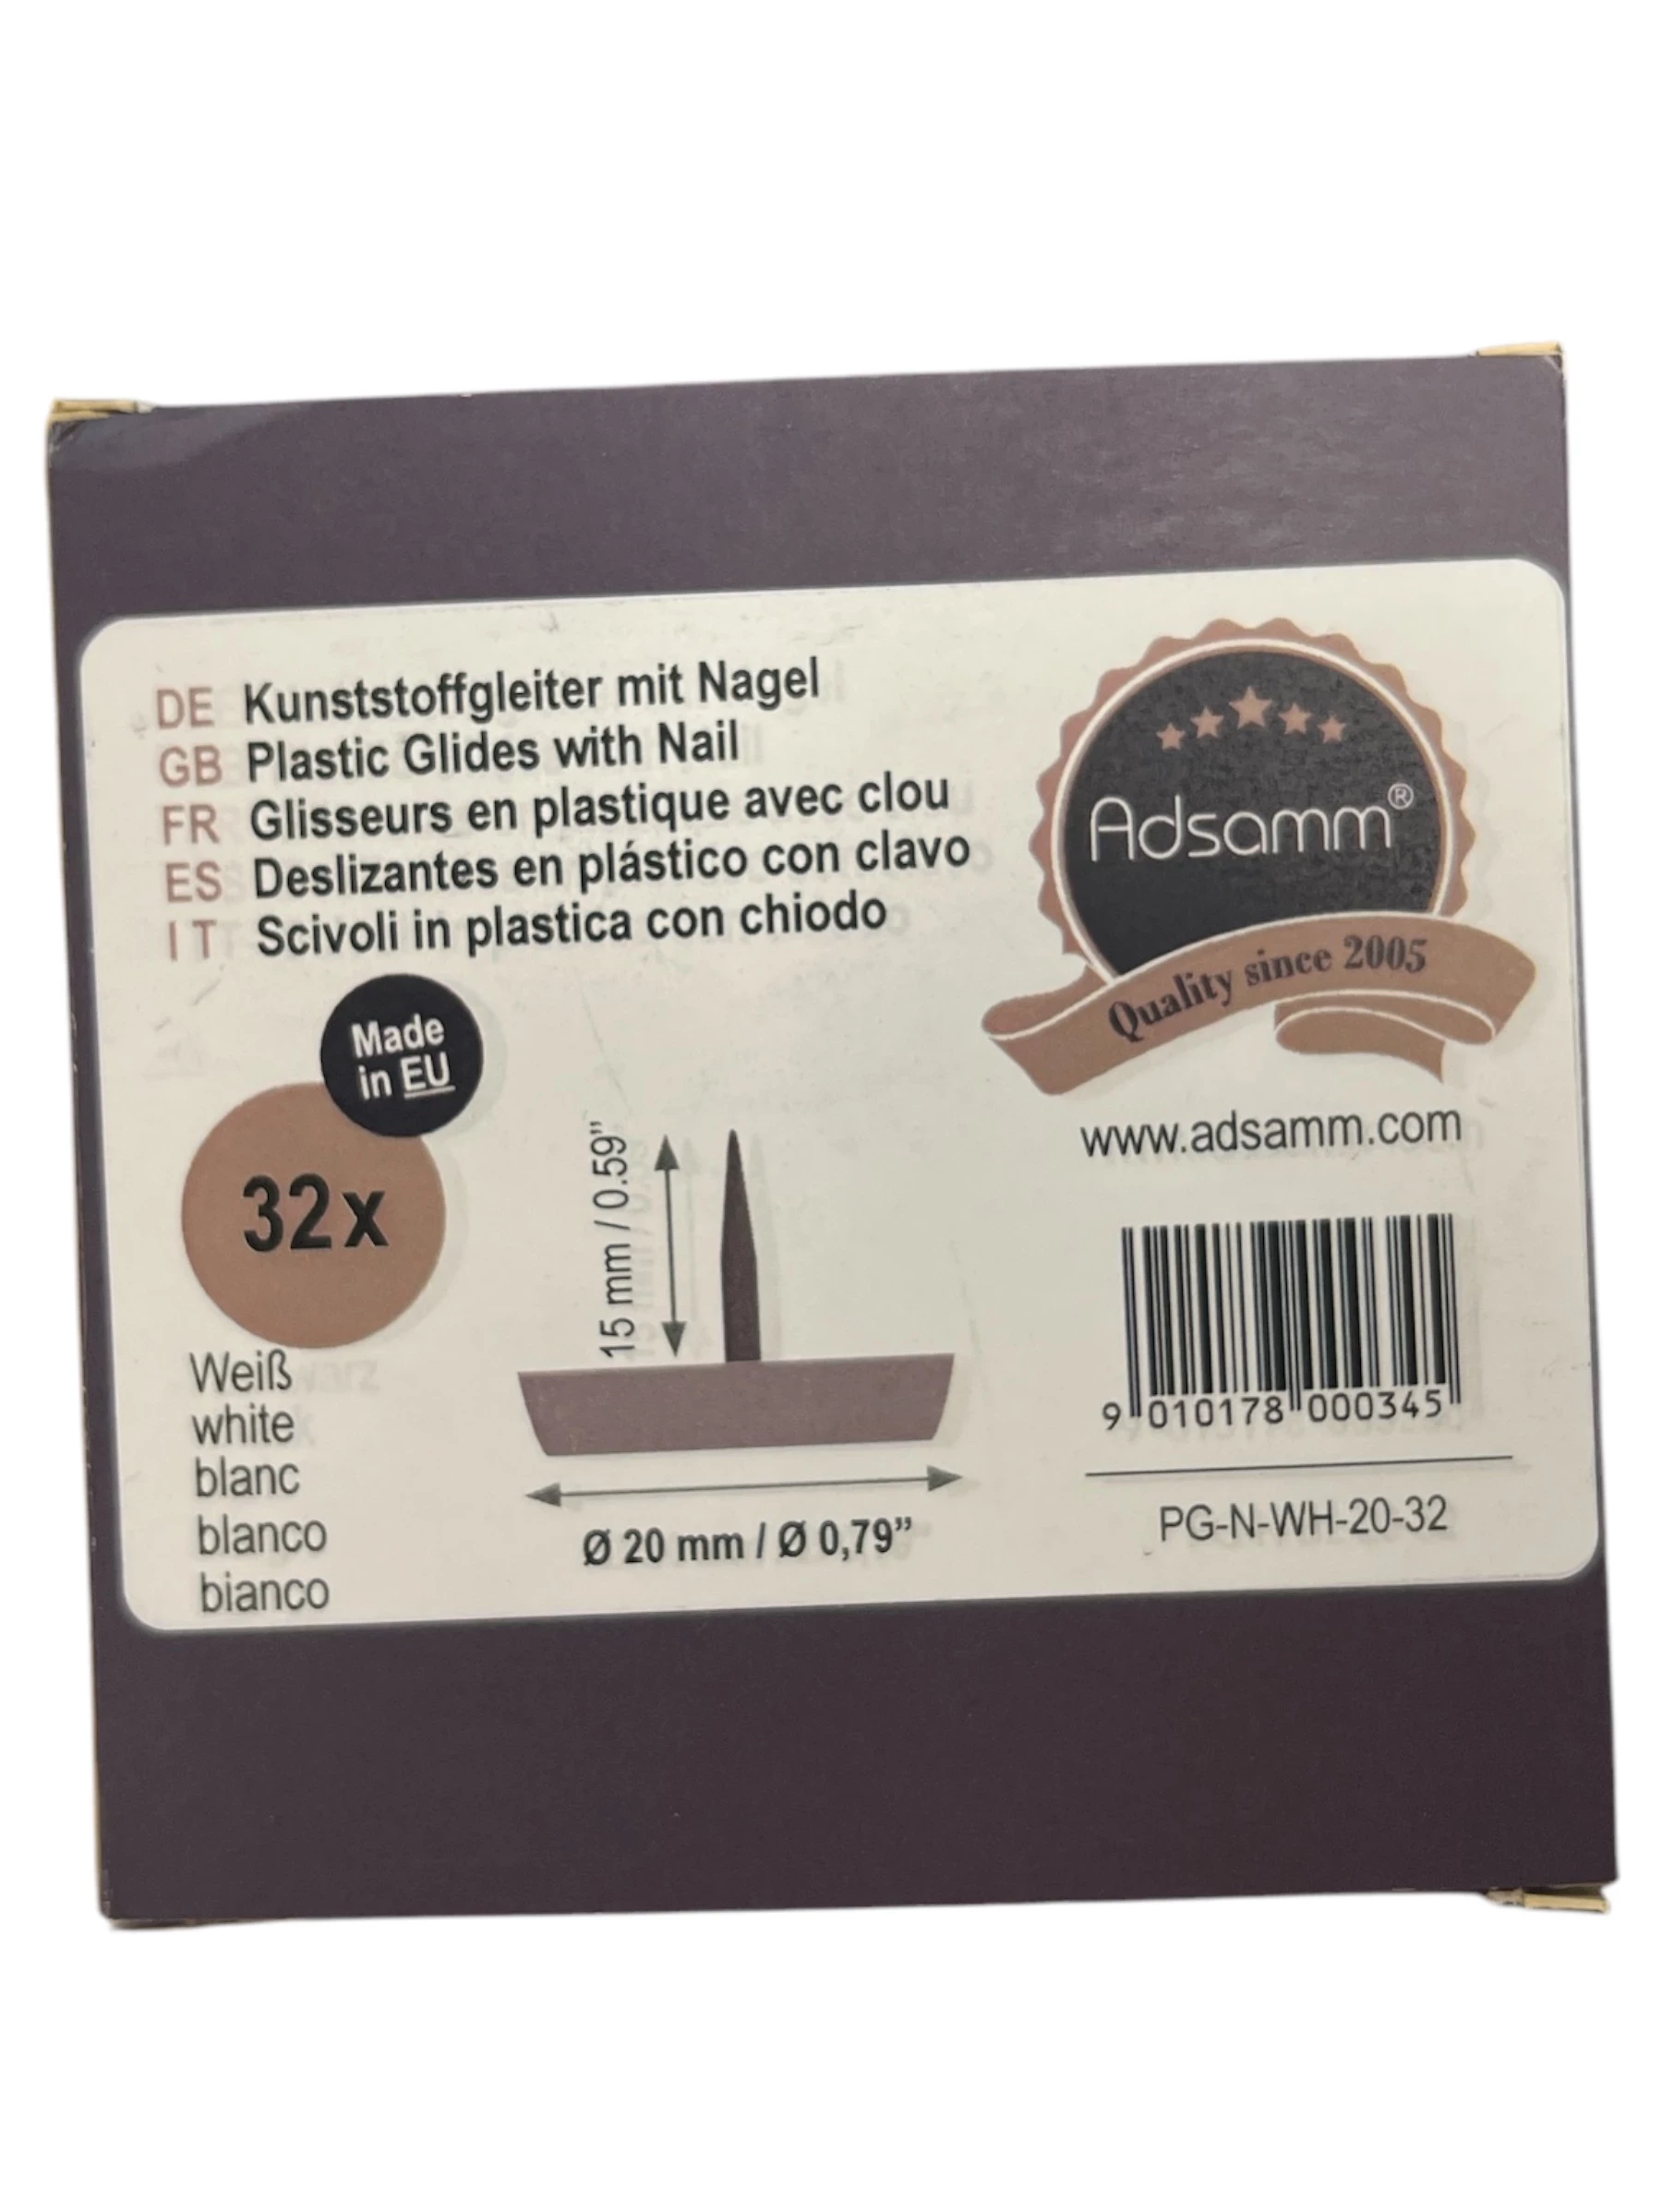 DE Kunststoffgleiter mit Nagel
GB Plastic Glides with Nail
FR Glisseurs en plastique avec clou
ES Deslizantes en plástico con clavo
IT Scivoli in plastica con chiodo
Adsamm®
Quality since 2005
www.adsamm.com
Made
in EU
32x
Weiß
white
blanc
blanco
bianco
15 mm / 0.59”
Ø 20 mm / Ø 0,79”
9 010178 000345
PG-N-WH-20-32